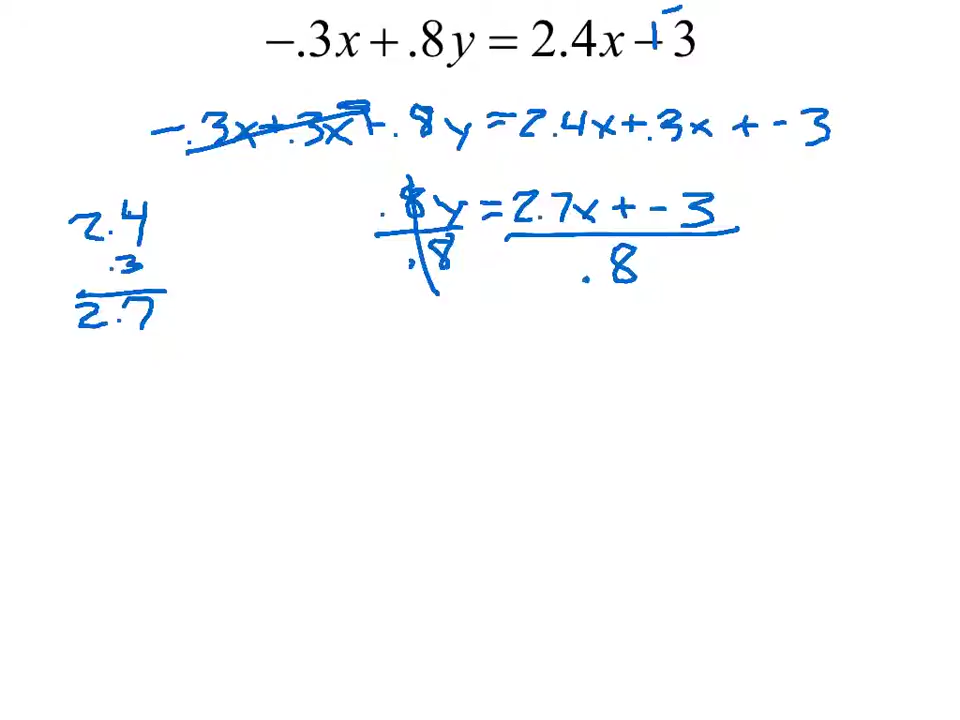 −.3x + .8y = 2.4x +− 3
−.3x + .3x + .8y = 2.4x + .3x + −3
.8y = 2.7x + −3
.8 .8
2.4
.3
2.7